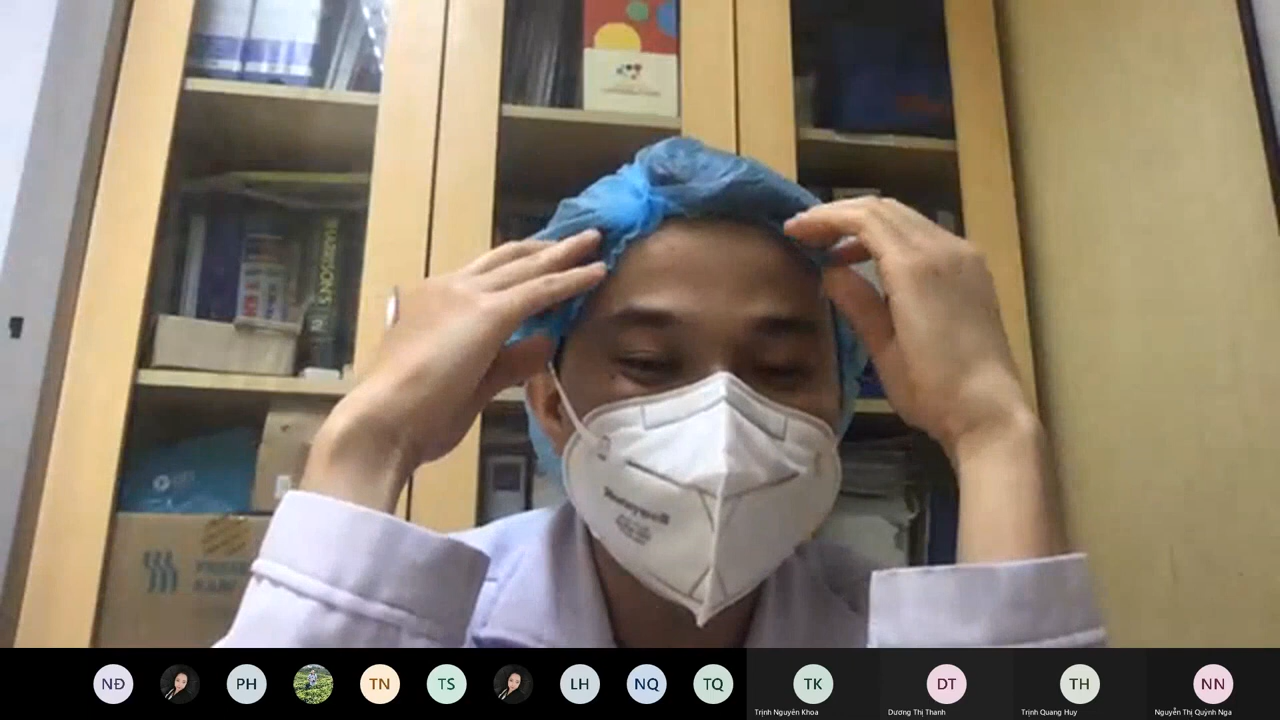 HARRISON'S
Honeywell
NĐ
PH
TN
TS
LH
NQ
TQ
TK
DT
TH
NN
Trịnh Nguyên Khoa
Dương Thị Thanh
Trịnh Quang Huy
Nguyễn Thị Quỳnh Nga